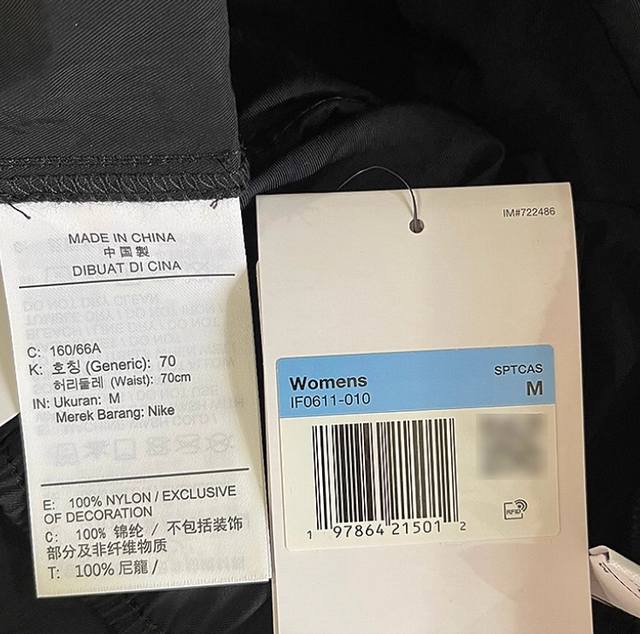 MADE IN CHINA
中国製
DIBUAT DI CINA
C: 160/66A
K: 호칭 (Generic): 70
허리둘레 (Waist): 70cm
IN: Ukuran: M
Merek Barang: Nike
E: 100% NYLON / EXCLUSIVE
OF DECORATION
C: 100% 锦纶 / 不包括装饰
部分及非纤维物质
T: 100% 尼龍 /
IM#722486
SPTCAS
Womens
M
IF0611-010
1 97864 21501 2
RFID